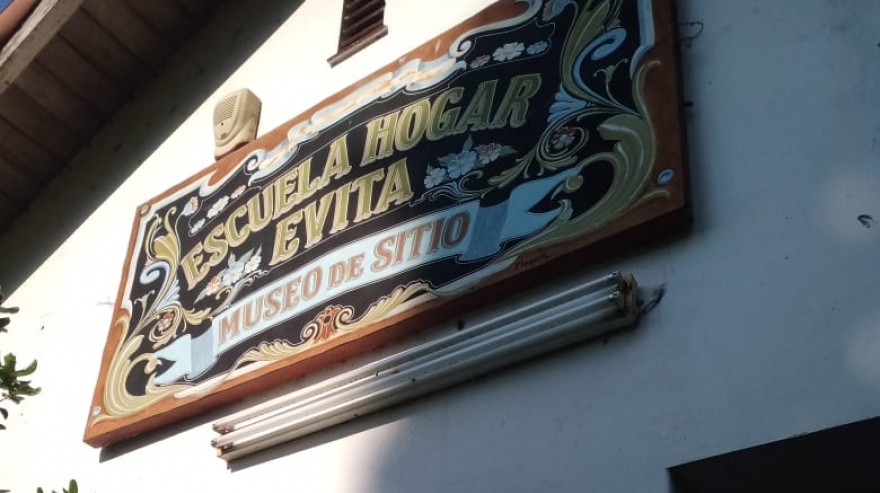 ESCUELA HOGAR
EVITA
MUSEO DE SITIO